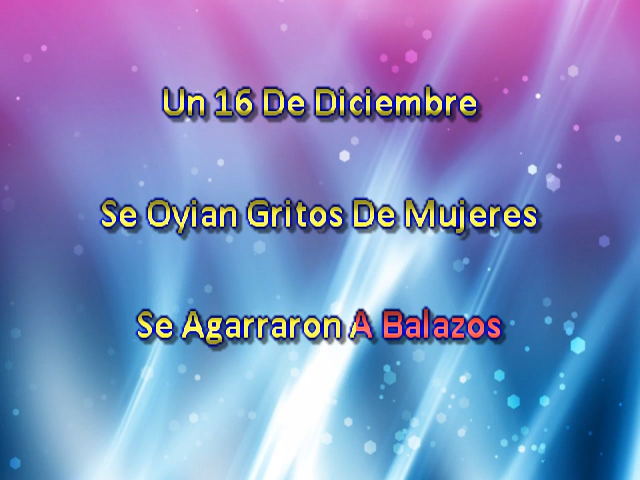 Un 16 De Diciembre
Se Oyian Gritos De Mujeres
Se Agarraron A Balazos